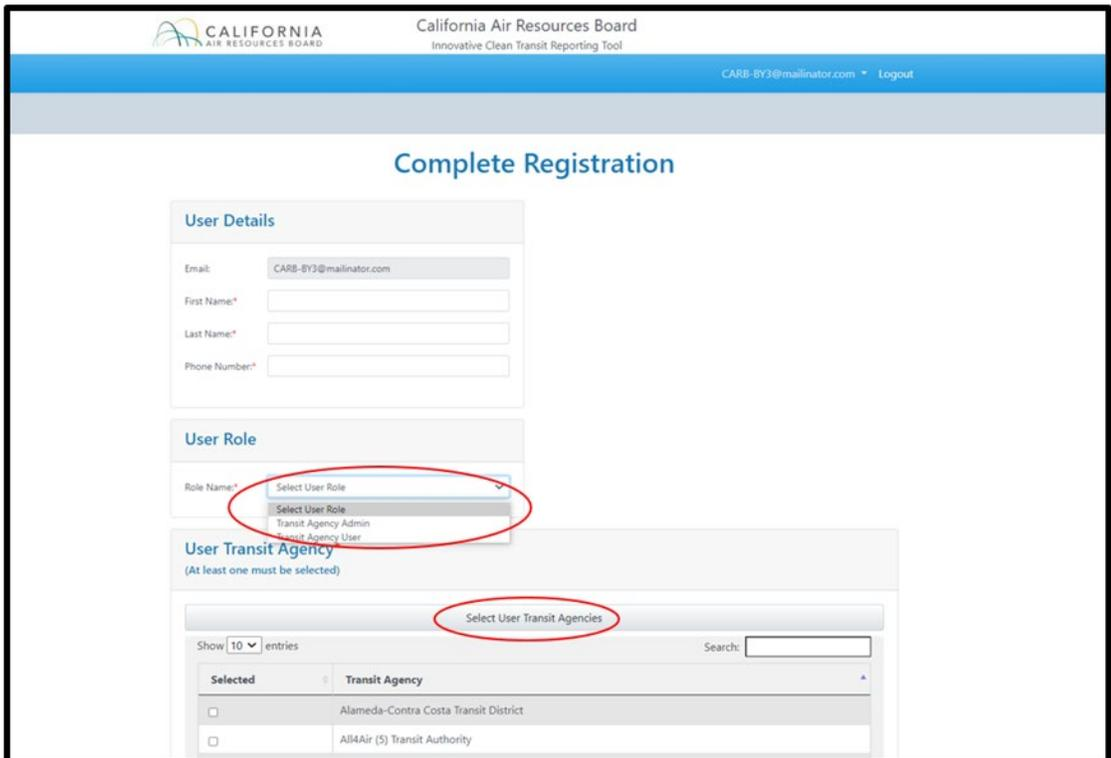 CALIFORNIA
AIR RESOURCES BOARD
California Air Resources Board
Innovative Clean Transit Reporting Tool
CARB-BY3@mailinator.com Logout
Complete Registration
User Details
Email: CARB-BY3@mailinator.com
First Name:*
Last Name:*
Phone Number:*
User Role
Role Name:* Select User Role
Select User Role
Transit Agency Admin
Transit Agency User
User Transit Agency
(At least one must be selected)
Select User Transit Agencies
Show 10 entries Search:
Selected Transit Agency
Alameda-Contra Costa Transit District
All4Air (5) Transit Authority